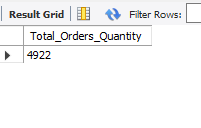 Result Grid Filter Rows:
Total_Orders_Quantity
4922